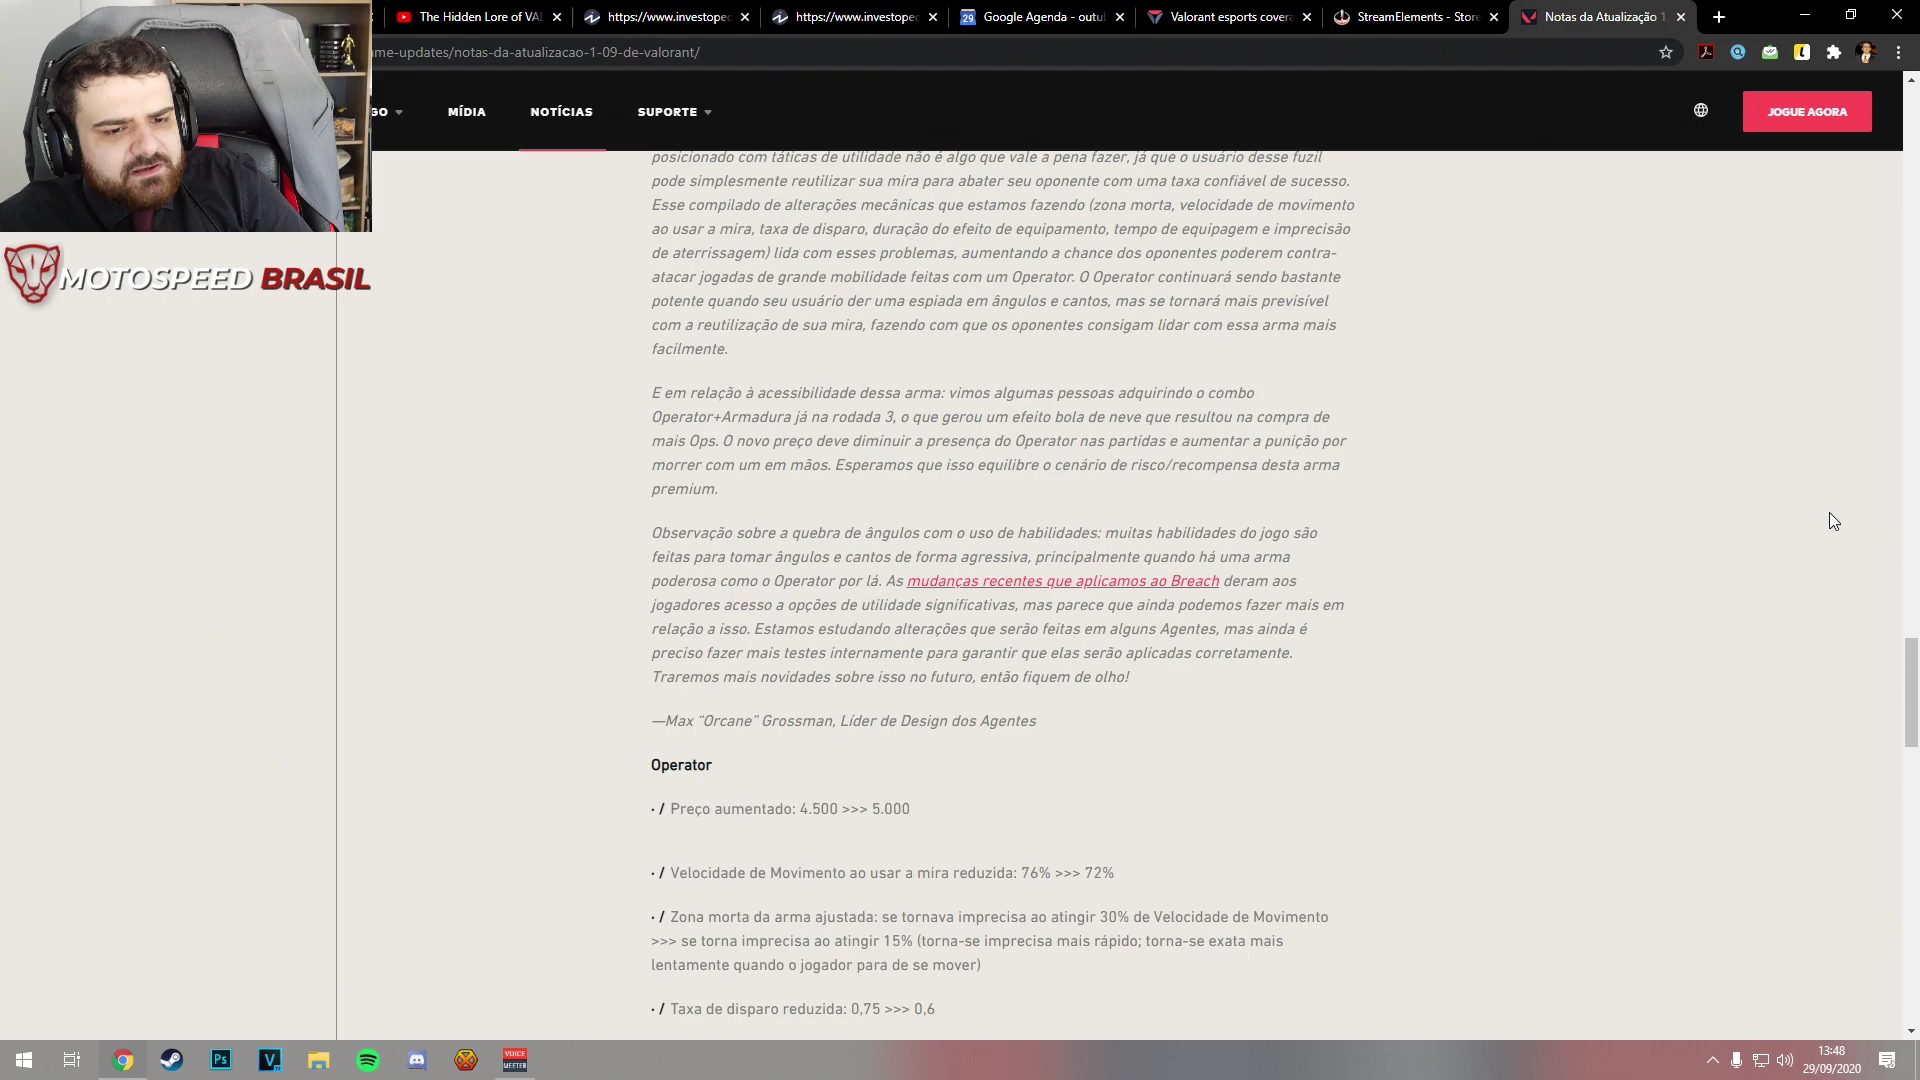 The Hidden Lore of VAL
https://www.investoped
https://www.investoped
29
Google Agenda - outul
Valorant esports covera
StreamElements - Store
Notas da Atualização 1
me-updates/notas-da-atualizacao-1-09-de-valorant/
GO
MÍDIA
NOTÍCIAS
SUPORTE
JOGUE AGORA
posicionado com táticas de utilidade não é algo que vale a pena fazer, já que o usuário desse fuzil
pode simplesmente reutilizar sua mira para abater seu oponente com uma taxa confiável de sucesso.
Esse compilado de alterações mecânicas que estamos fazendo (zona morta, velocidade de movimento
ao usar a mira, taxa de disparo, duração do efeito de equipamento, tempo de equipagem e imprecisão
de aterrissagem) lida com esses problemas, aumentando a chance dos oponentes poderem contra-
atacar jogadas de grande mobilidade feitas com um Operator. O Operator continuará sendo bastante
potente quando seu usuário der uma espiada em ângulos e cantos, mas se tornará mais previsível
com a reutilização de sua mira, fazendo com que os oponentes consigam lidar com essa arma mais
facilmente.
E em relação à acessibilidade dessa arma: vimos algumas pessoas adquirindo o combo
Operator+Armadura já na rodada 3, o que gerou um efeito bola de neve que resultou na compra de
mais Ops. O novo preço deve diminuir a presença do Operator nas partidas e aumentar a punição por
morrer com um em mãos. Esperamos que isso equilibre o cenário de risco/recompensa desta arma
premium.
Observação sobre a quebra de ângulos com o uso de habilidades: muitas habilidades do jogo são
feitas para tomar ângulos e cantos de forma agressiva, principalmente quando há uma arma
poderosa como o Operator por lá. As mudanças recentes que aplicamos ao Breach deram aos
jogadores acesso a opções de utilidade significativas, mas parece que ainda podemos fazer mais em
relação a isso. Estamos estudando alterações que serão feitas em alguns Agentes, mas ainda é
preciso fazer mais testes internamente para garantir que elas serão aplicadas corretamente.
Traremos mais novidades sobre isso no futuro, então fiquem de olho!
—Max “Orcane” Grossman, Líder de Design dos Agentes
Operator
· / Preço aumentado: 4.500 >>> 5.000
· / Velocidade de Movimento ao usar a mira reduzida: 76% >>> 72%
· / Zona morta da arma ajustada: se tornava imprecisa ao atingir 30% de Velocidade de Movimento
>>> se torna imprecisa ao atingir 15% (torna-se imprecisa mais rápido; torna-se exata mais
lentamente quando o jogador para de se mover)
· / Taxa de disparo reduzida: 0,75 >>> 0,6
MOTOSPEED BRASIL
Ps
V
VOICE
MEETER
13:48
29/09/2020